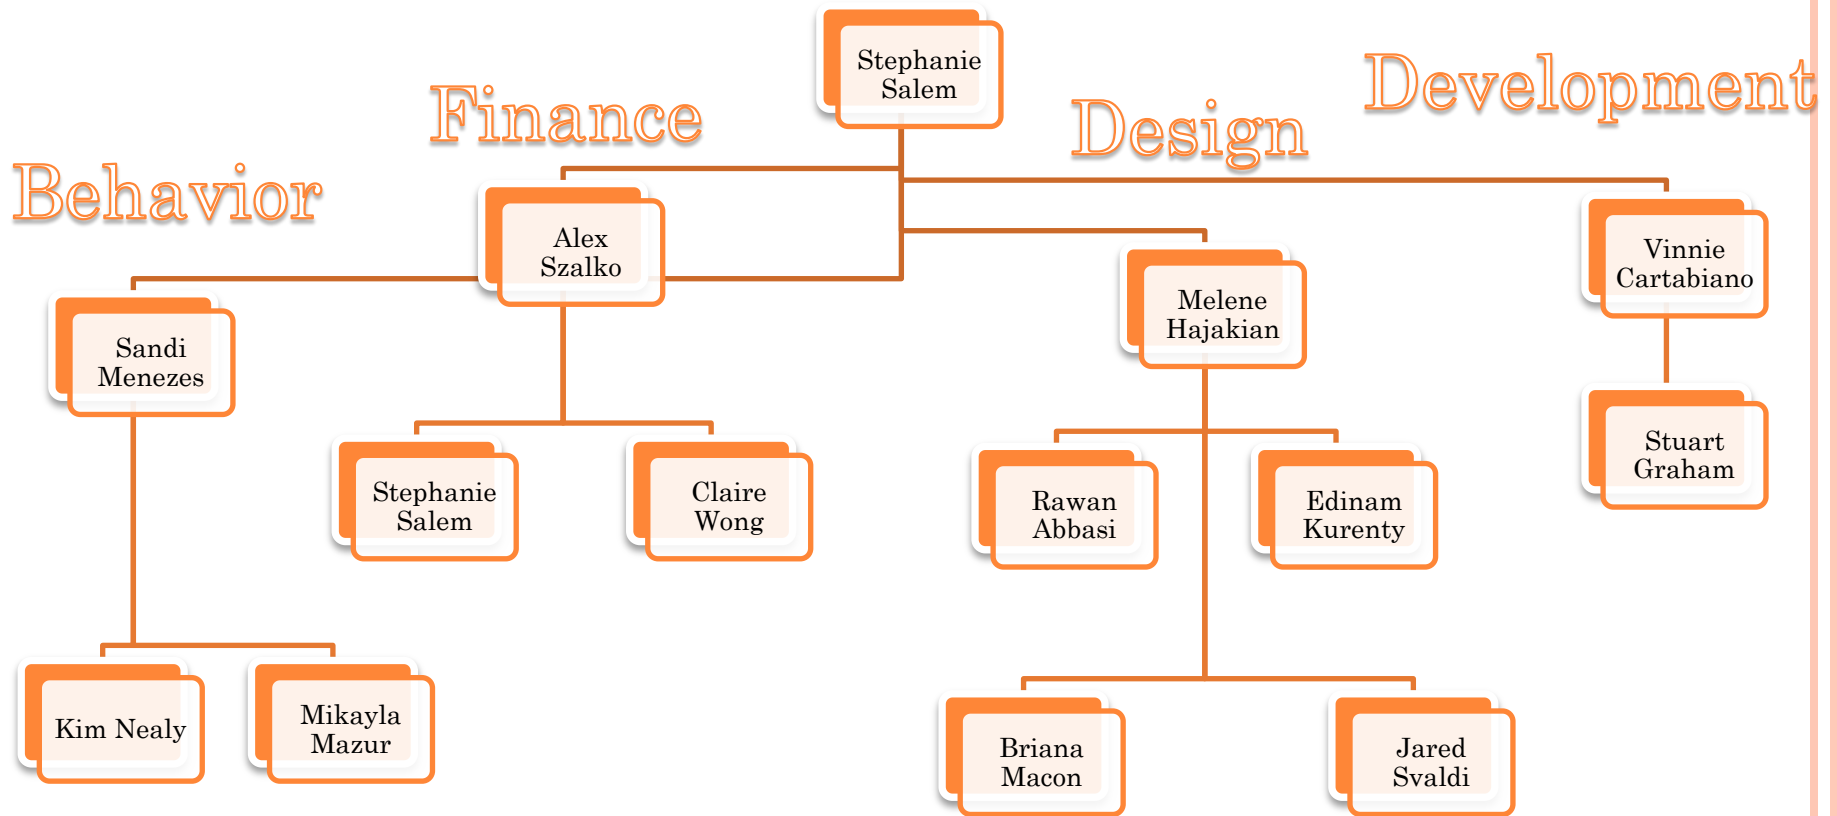 Stephanie
Salem
Development
Finance
Design
Behavior
Alex
Szalko
Vinnie
Cartabiano
Melene
Hajakian
Sandi
Menezes
Stuart
Graham
Stephanie
Salem
Claire
Wong
Rawan
Abbasi
Edinam
Kurenty
Kim Nealy
Mikayla
Mazur
Briana
Macon
Jared
Svaldi